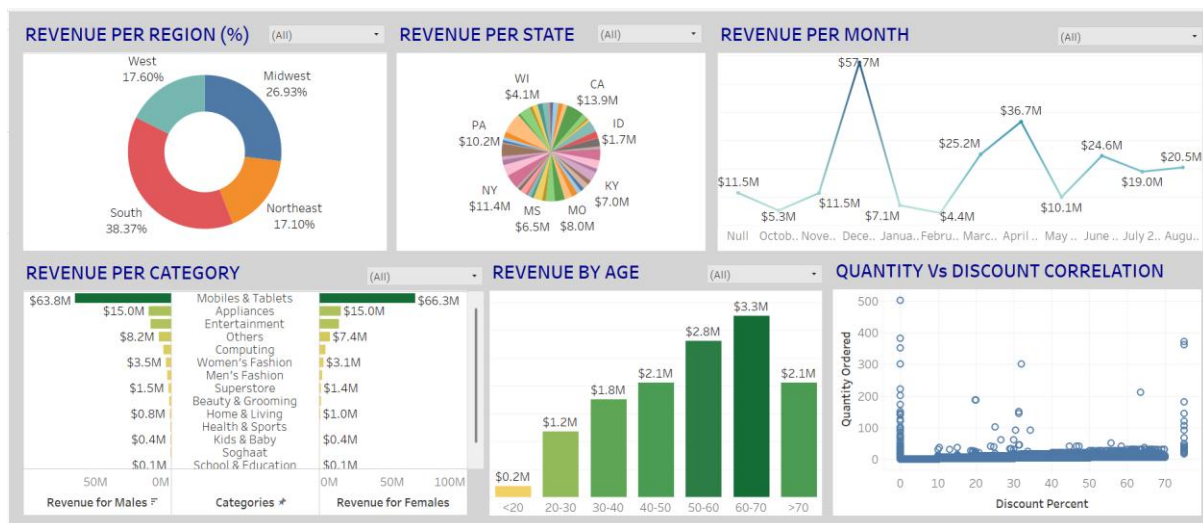 REVENUE PER REGION (%)
(All)
West
17.60%
Midwest
26.93%
South
38.37%
Northeast
17.10%
REVENUE PER STATE
(All)
WI
$4.1M
CA
$13.9M
PA
$10.2M
ID
$1.7M
NY
$11.4M
KY
$7.0M
MS
$6.5M
MO
$8.0M
REVENUE PER MONTH
(All)
$57.7M
$36.7M
$25.2M
$24.6M
$20.5M
$11.5M
$19.0M
$5.3M
$11.5M
$7.1M
$4.4M
$10.1M
Null Octob.. Nove.. Dece.. Janua.. Febru.. Marc.. April .. May .. June .. July 2.. Augu..
REVENUE PER CATEGORY
(All)
$63.8M Mobiles & Tablets $66.3M
$15.0M Appliances $15.0M
Entertainment
$8.2M Others $7.4M
Computing
$3.5M Women's Fashion $3.1M
Men's Fashion
$1.5M Superstore $1.4M
Beauty & Grooming
$0.8M Home & Living $1.0M
Health & Sports
$0.4M Kids & Baby $0.4M
Soghaat
$0.1M School & Education $0.1M
50M 0M 0M 50M 100M
Revenue for Males Categories Revenue for Females
REVENUE BY AGE
(All)
$3.3M
$2.8M
$2.1M
$2.1M
$1.8M
$1.2M
$0.2M
<20 20-30 30-40 40-50 50-60 60-70 >70
QUANTITY Vs DISCOUNT CORRELATION
Quantity Ordered
500
400
300
200
100
0
0 10 20 30 40 50 60 70
Discount Percent